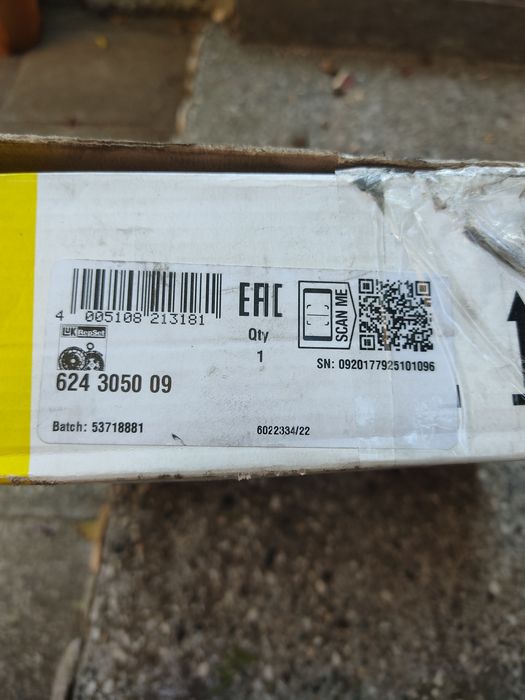 4 005108 213181
EAC
Qty
1
SCAN ME
LuK RepSet
SN: 0920177925101096
624 3050 09
Batch: 53718881
6022334/22